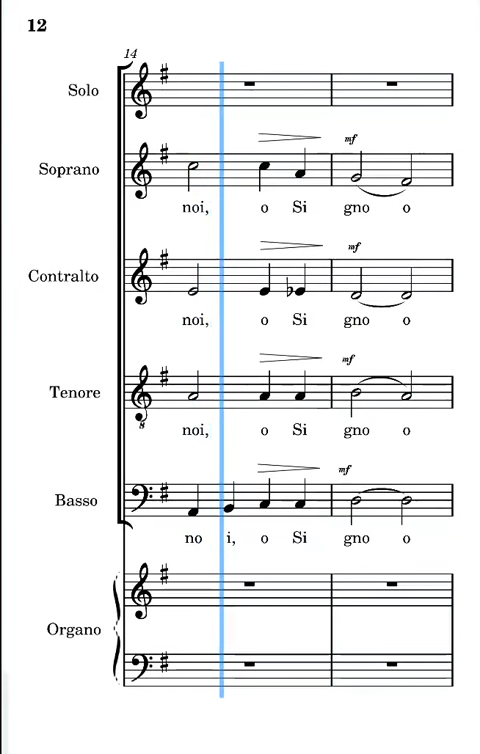 12
14
Solo
Soprano
mf
noi, o Si gno o
Contralto
mf
noi, o Si gno o
Tenore
mf
8
noi, o Si gno o
Basso
mf
no i, o Si gno o
Organo